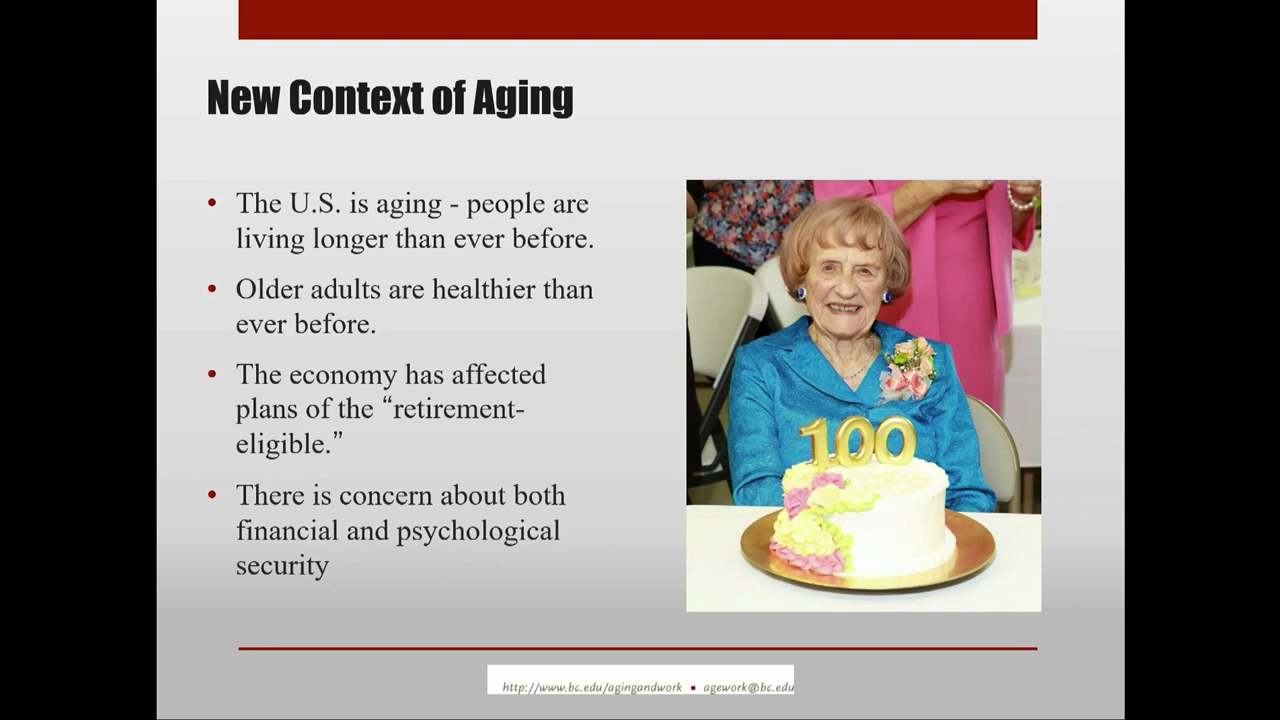 New Context of Aging
• The U.S. is aging - people are
living longer than ever before.
• Older adults are healthier than
ever before.
• The economy has affected
plans of the “retirement-
eligible.”
• There is concern about both
financial and psychological
security
100
http://www.bc.edu/agingandwork ▪ agework@bc.edu